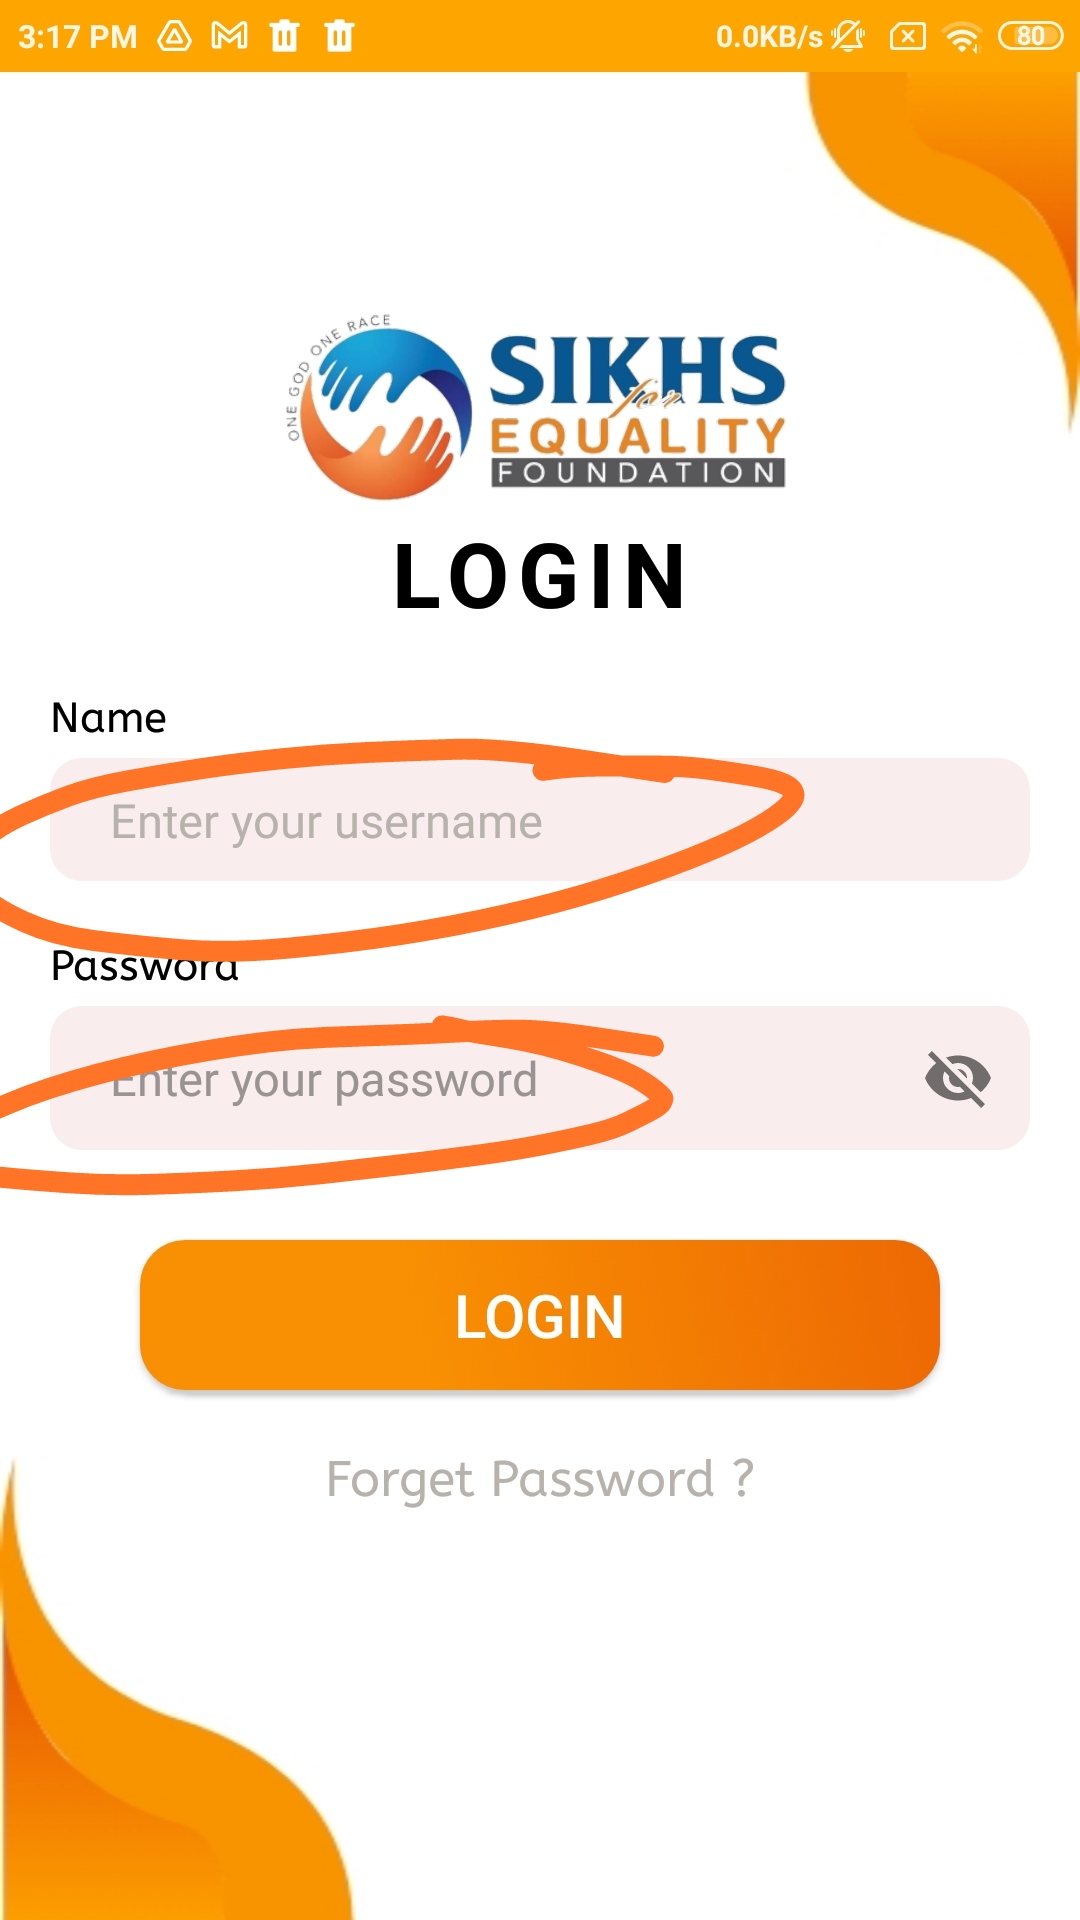 3:17 PM 0.0KB/s 80
ONE GOD ONE RACE
SIKHS
for
EQUALITY
FOUNDATION
LOGIN
Name
Enter your username
Password
Enter your password
LOGIN
Forget Password ?